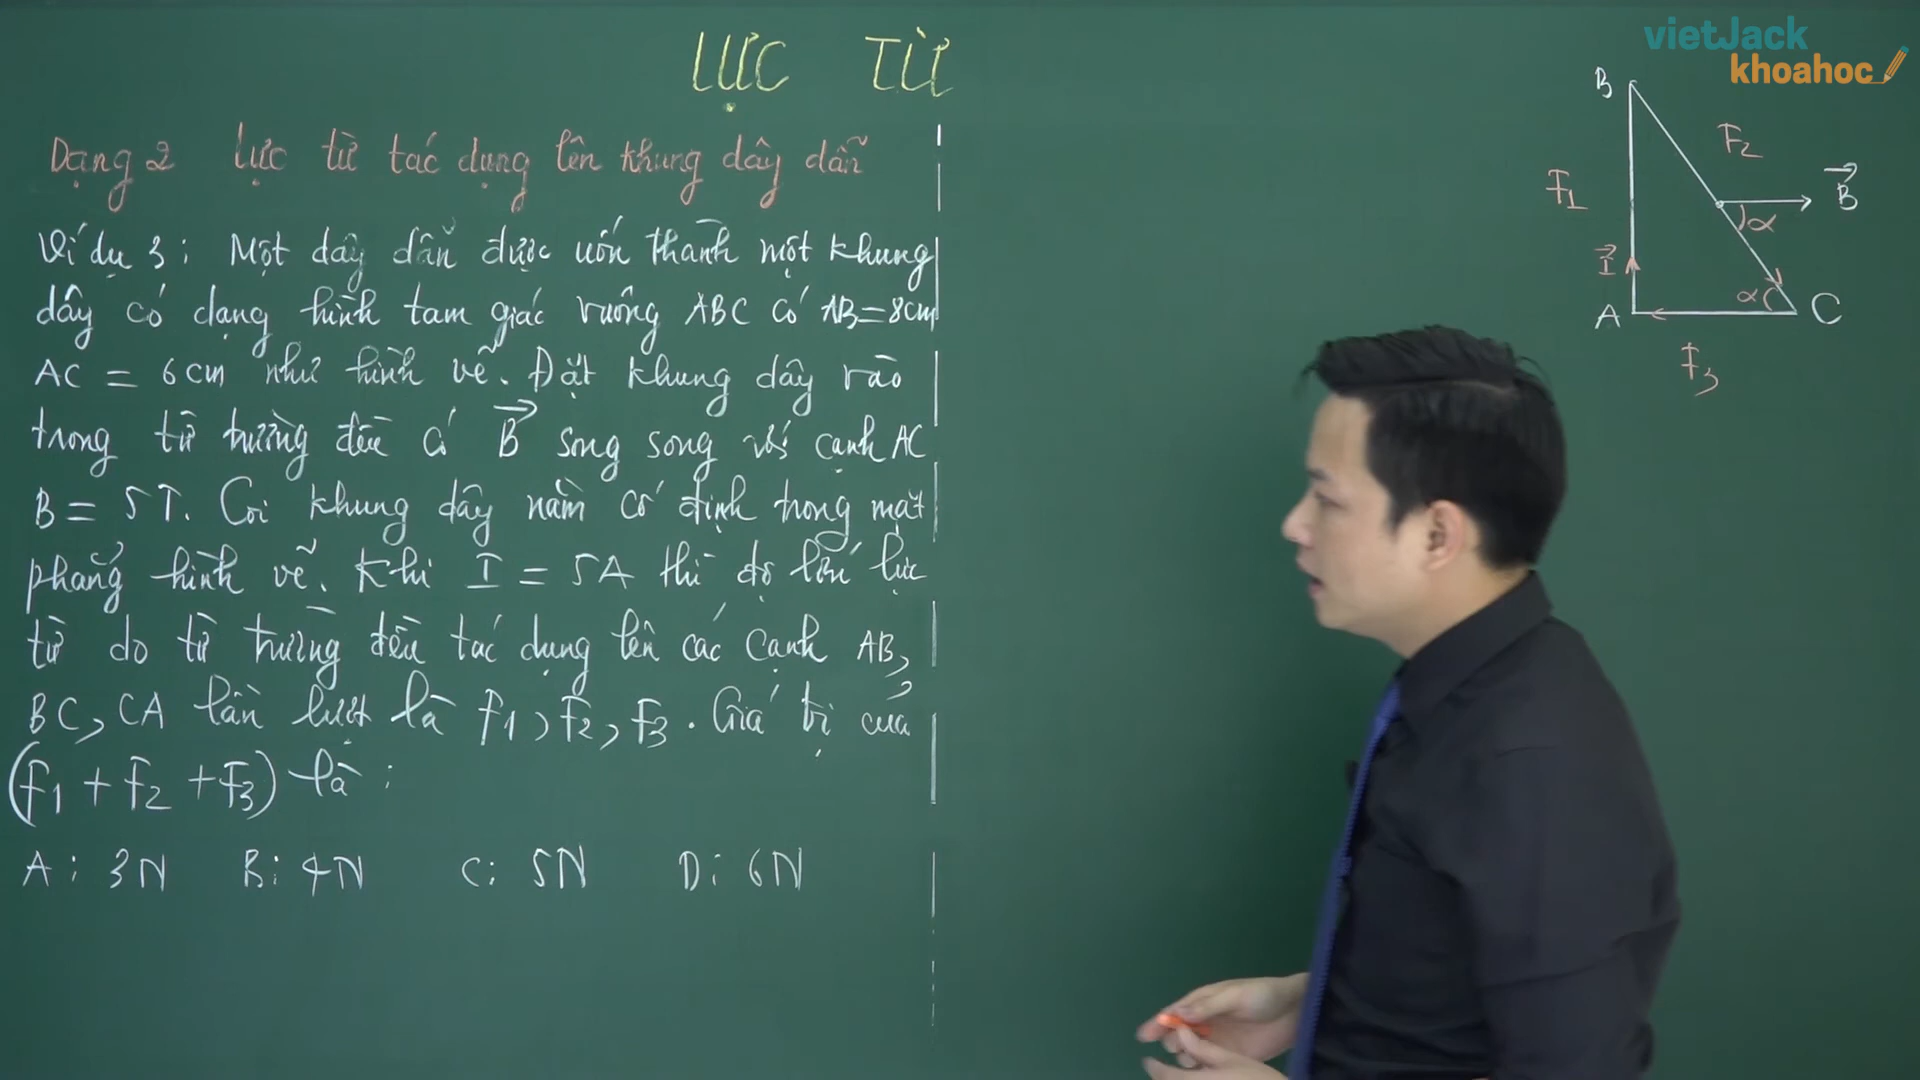 LỰC TỪ
vietJack
khoahoc
Dạng 2 Lực từ tác dụng lên khung dây dẫn
Ví dụ 3: Một dây dẫn được uốn thành một khung
dây có dạng hình tam giác vuông ABC có AB=8cm
AC = 6cm như hình vẽ. Đặt khung dây vào
trong từ trường đều có B⃗ song song với cạnh AC
B = 5T. Coi khung dây nằm cố định trong mặt
phẳng hình vẽ. Khi I = 5A thì độ lớn lực
từ do từ trường đều tác dụng lên các cạnh AB,
BC, CA lần lượt là F1, F2, F3. Giá trị của
(F1 + F2 + F3) là:
A: 3N B: 4N C: 5N D: 6N
B
F2
F1
B⃗
α
I⃗
α
A
C
F3